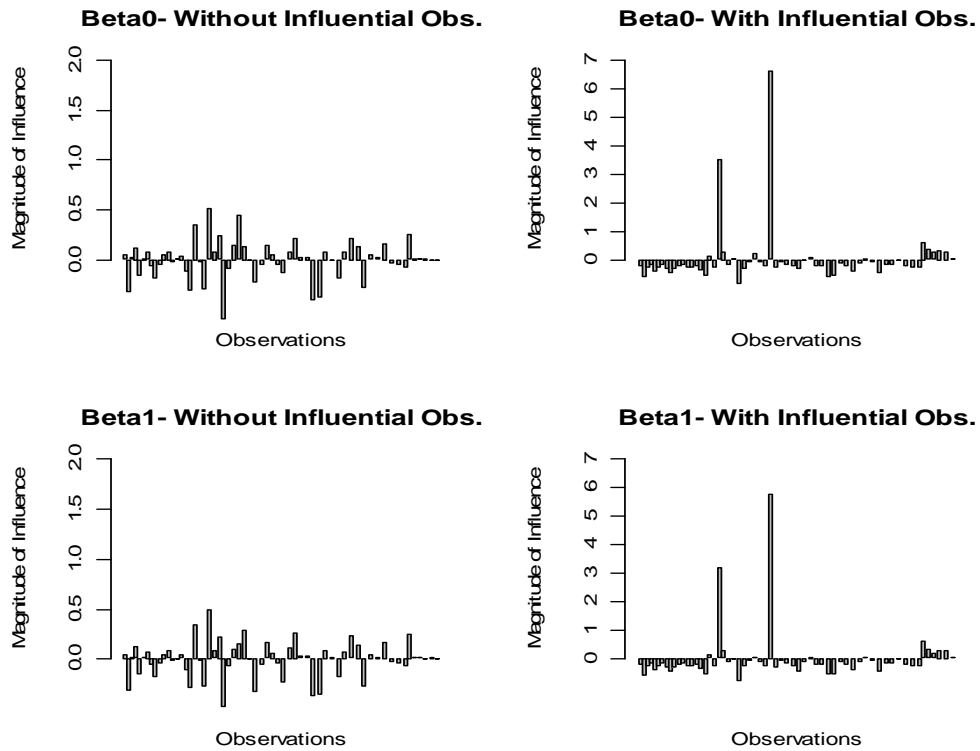 Beta0- Without Influential Obs.
Magnitude of Influence
2.0
1.5
1.0
0.5
0.0
Observations
Beta0- With Influential Obs.
Magnitude of Influence
7
6
5
4
3
2
1
0
Observations
Beta1- Without Influential Obs.
Magnitude of Influence
2.0
1.5
1.0
0.5
0.0
Observations
Beta1- With Influential Obs.
Magnitude of Influence
7
6
5
4
3
2
1
0
Observations